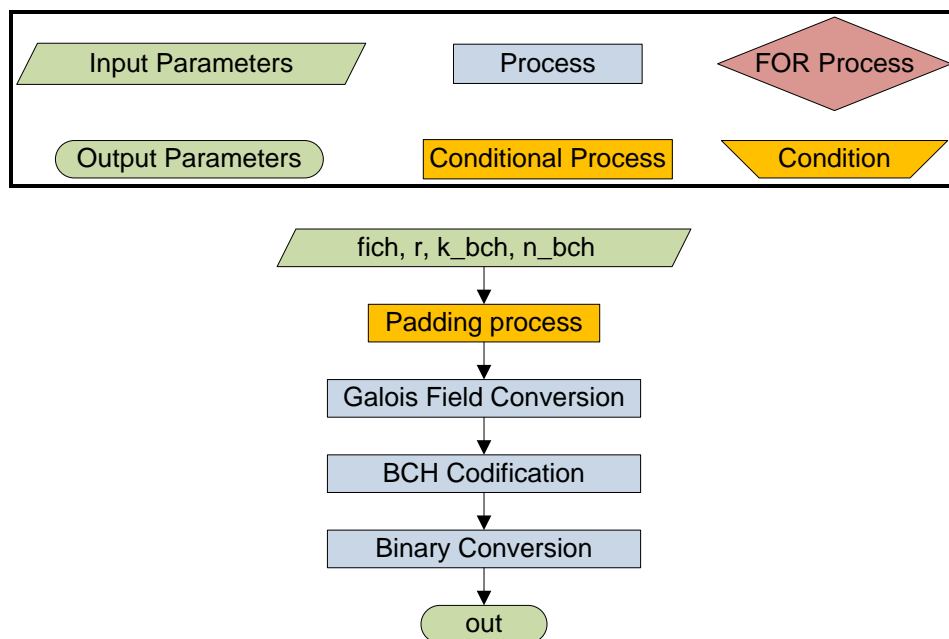 Input Parameters
Process
FOR Process
Output Parameters
Conditional Process
Condition
fich, r, k_bch, n_bch
Padding process
Galois Field Conversion
BCH Codification
Binary Conversion
out